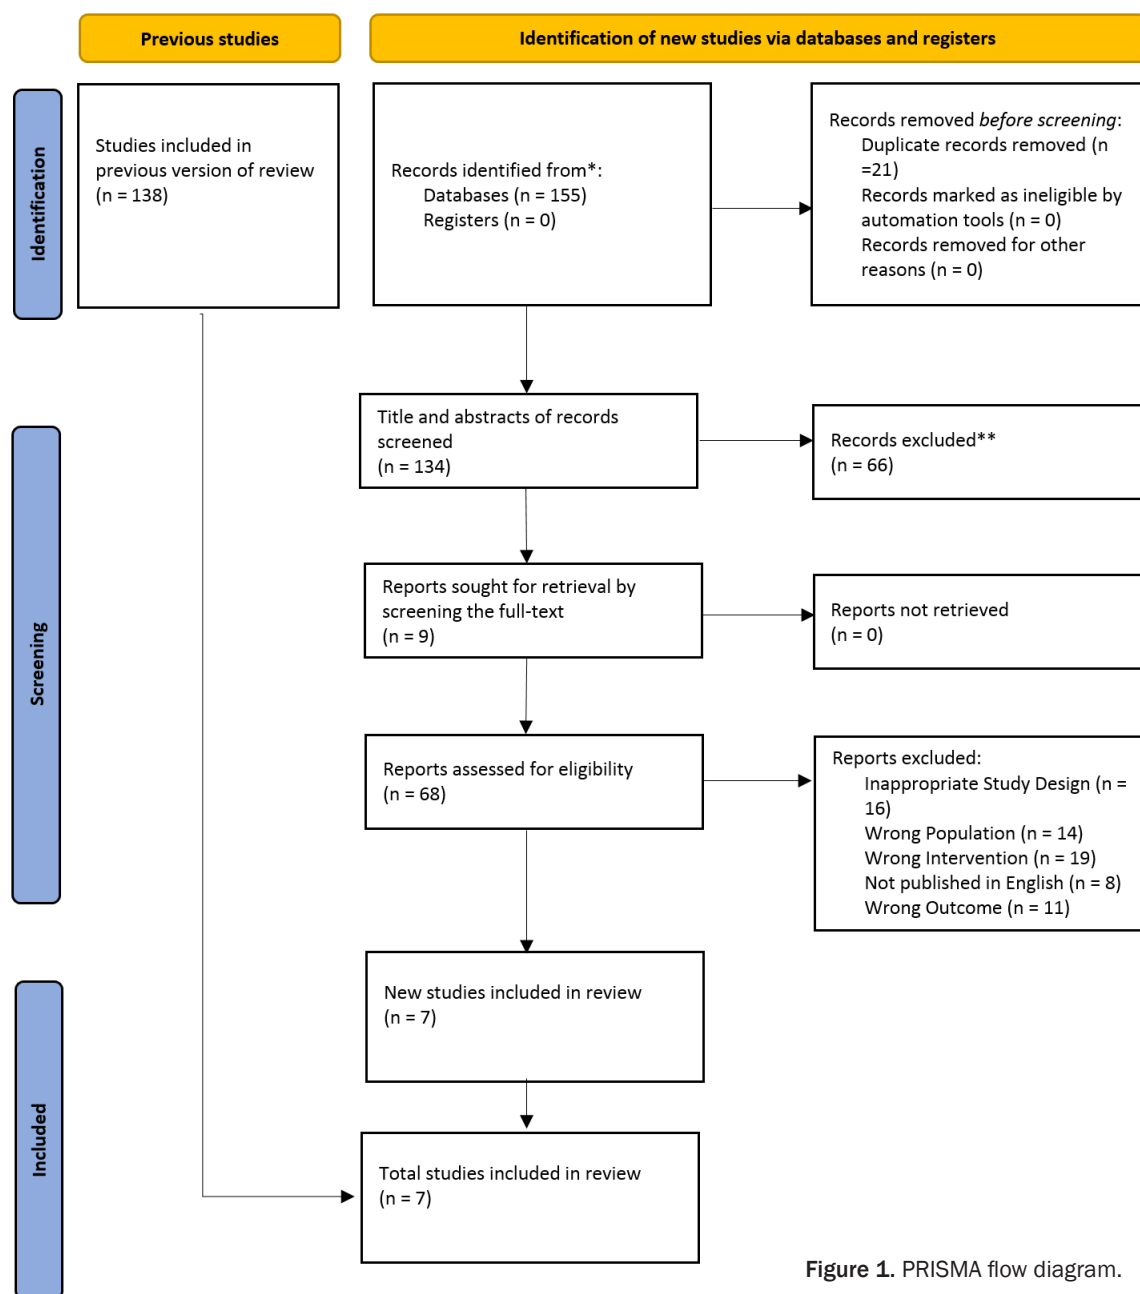 Previous studies
Identification of new studies via databases and registers
Identification
Studies included in
previous version of review
(n = 138)
Records identified from*:
Databases (n = 155)
Registers (n = 0)
Records removed before screening:
Duplicate records removed (n
=21)
Records marked as ineligible by
automation tools (n = 0)
Records removed for other
reasons (n = 0)
Screening
Title and abstracts of records
screened
(n = 134)
Records excluded**
(n = 66)
Reports sought for retrieval by
screening the full-text
(n = 9)
Reports not retrieved
(n = 0)
Reports assessed for eligibility
(n = 68)
Reports excluded:
Inappropriate Study Design (n =
16)
Wrong Population (n = 14)
Wrong Intervention (n = 19)
Not published in English (n = 8)
Wrong Outcome (n = 11)
Included
New studies included in review
(n = 7)
Total studies included in review
(n = 7)
Figure 1. PRISMA flow diagram.